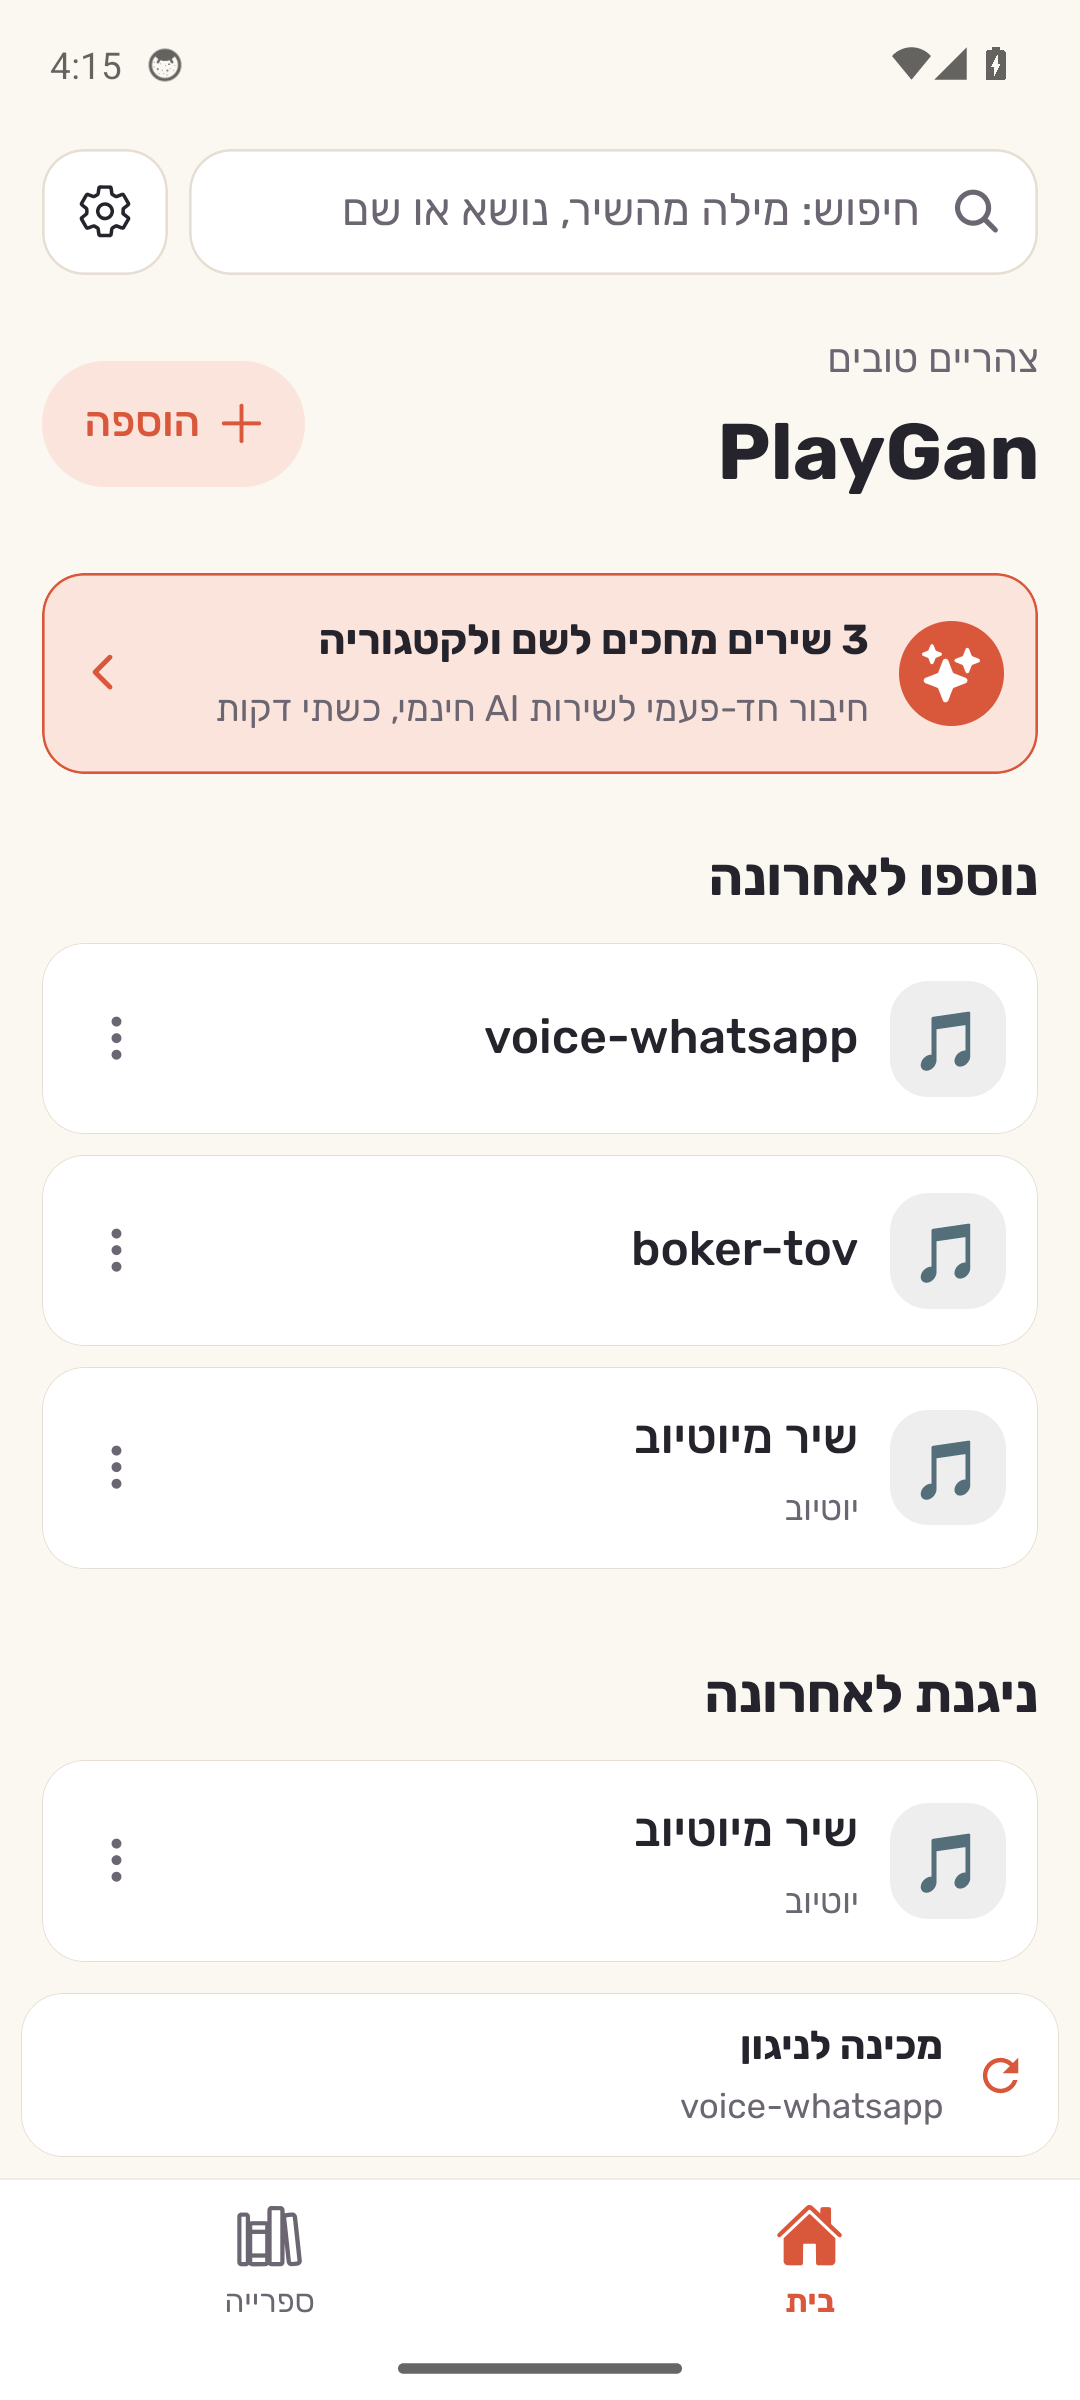 4:15
חיפוש: מילה מהשיר, נושא או שם
צהריים טובים
PlayGan
הוספה
3 שירים מחכים לשם ולקטגוריה
חיבור חד-פעמי לשירות AI חינמי, כשתי דקות
נוספו לאחרונה
voice-whatsapp
boker-tov
שיר מיוטיוב
יוטיוב
ניגנת לאחרונה
שיר מיוטיוב
יוטיוב
מכינה לניגון
voice-whatsapp
בית
ספרייה